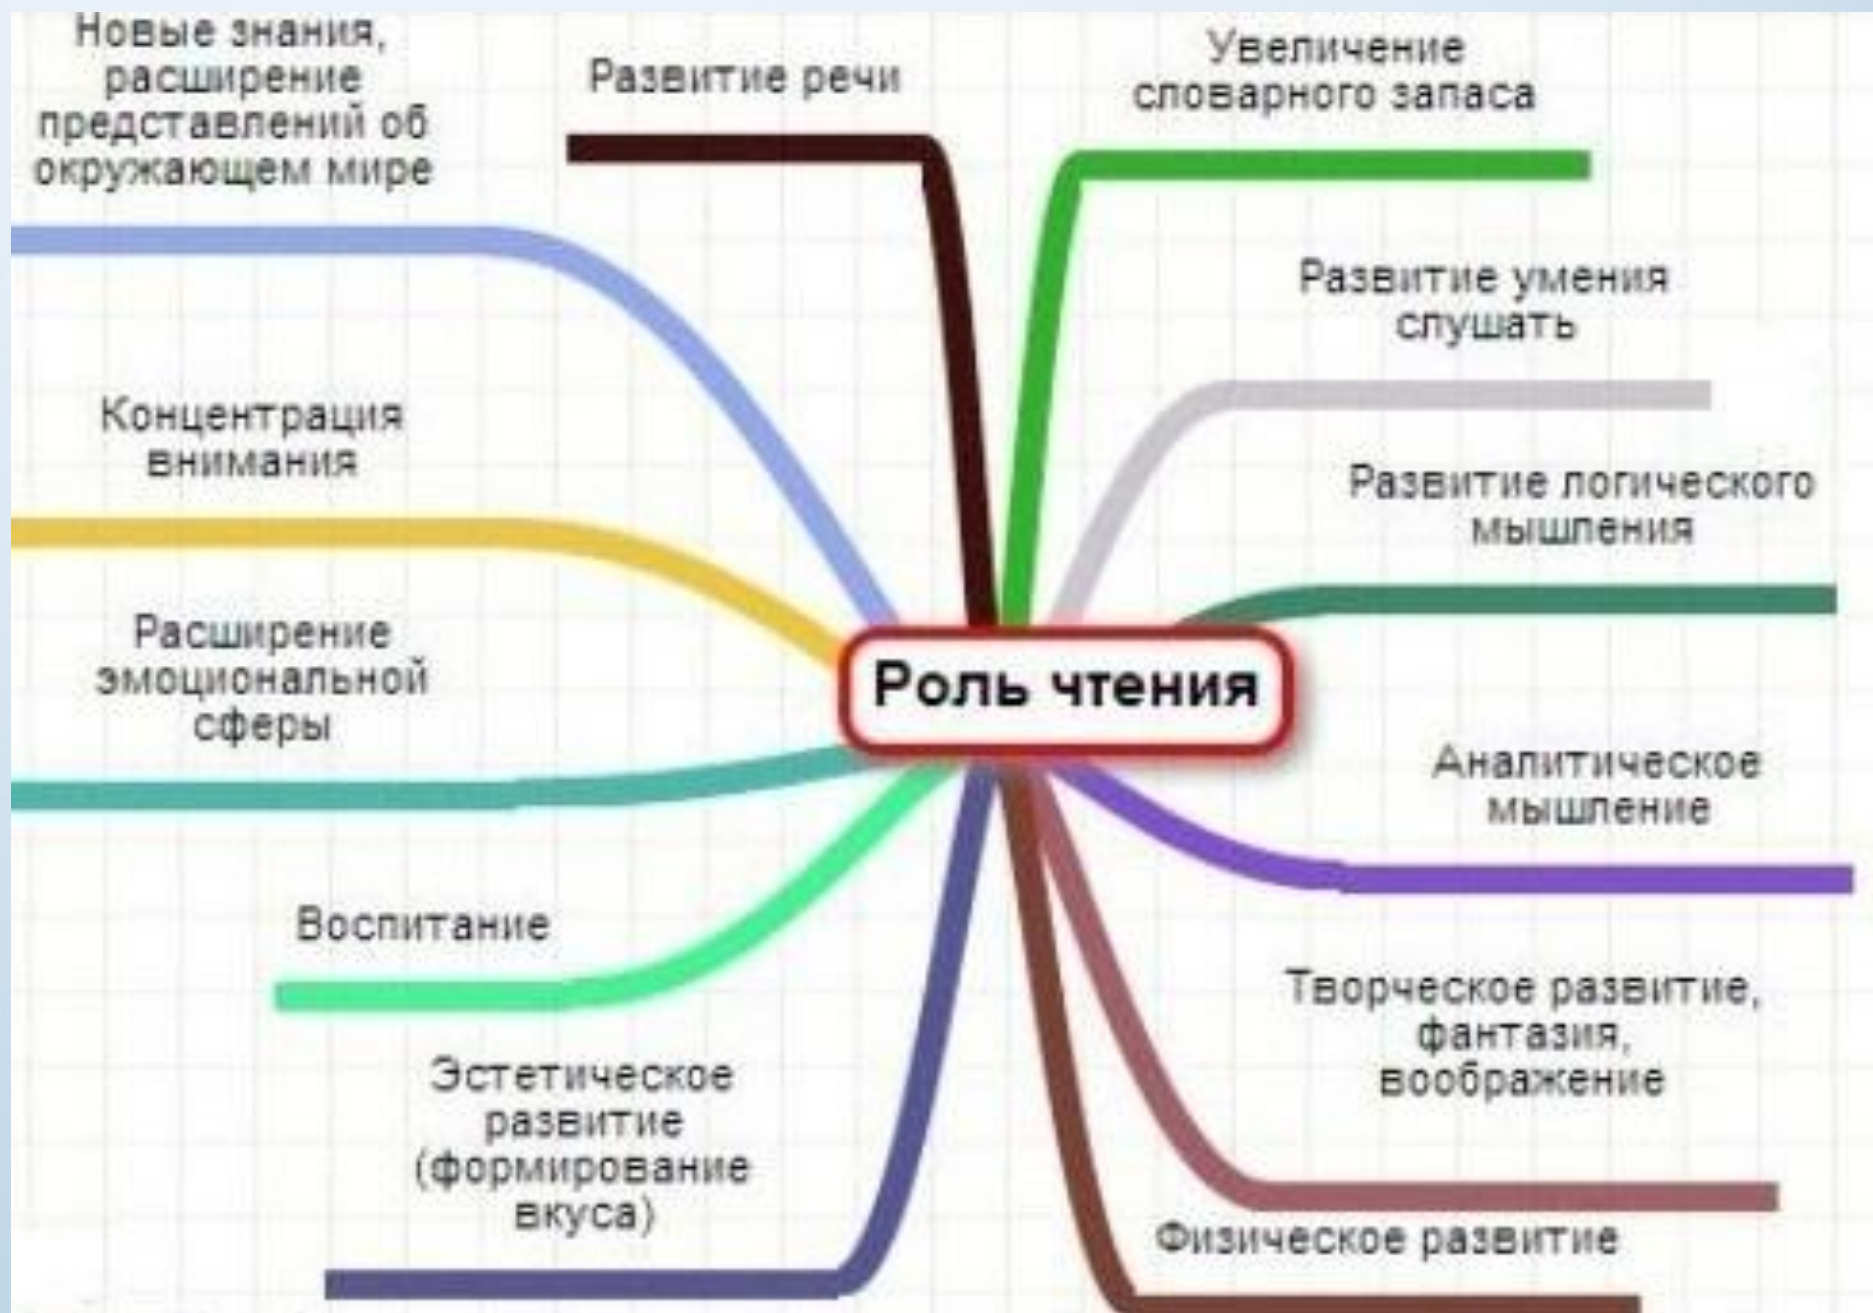 Новые знания,
расширение
представлений об
окружающем мире
Развитие речи
Увеличение
словарного запаса
Развитие умения
слушать
Концентрация
внимания
Развитие логического
мышления
Расширение
эмоциональной
сферы
Роль чтения
Аналитическое
мышление
Воспитание
Творческое развитие,
фантазия,
воображение
Эстетическое
развитие
(формирование
вкуса)
Физическое развитие